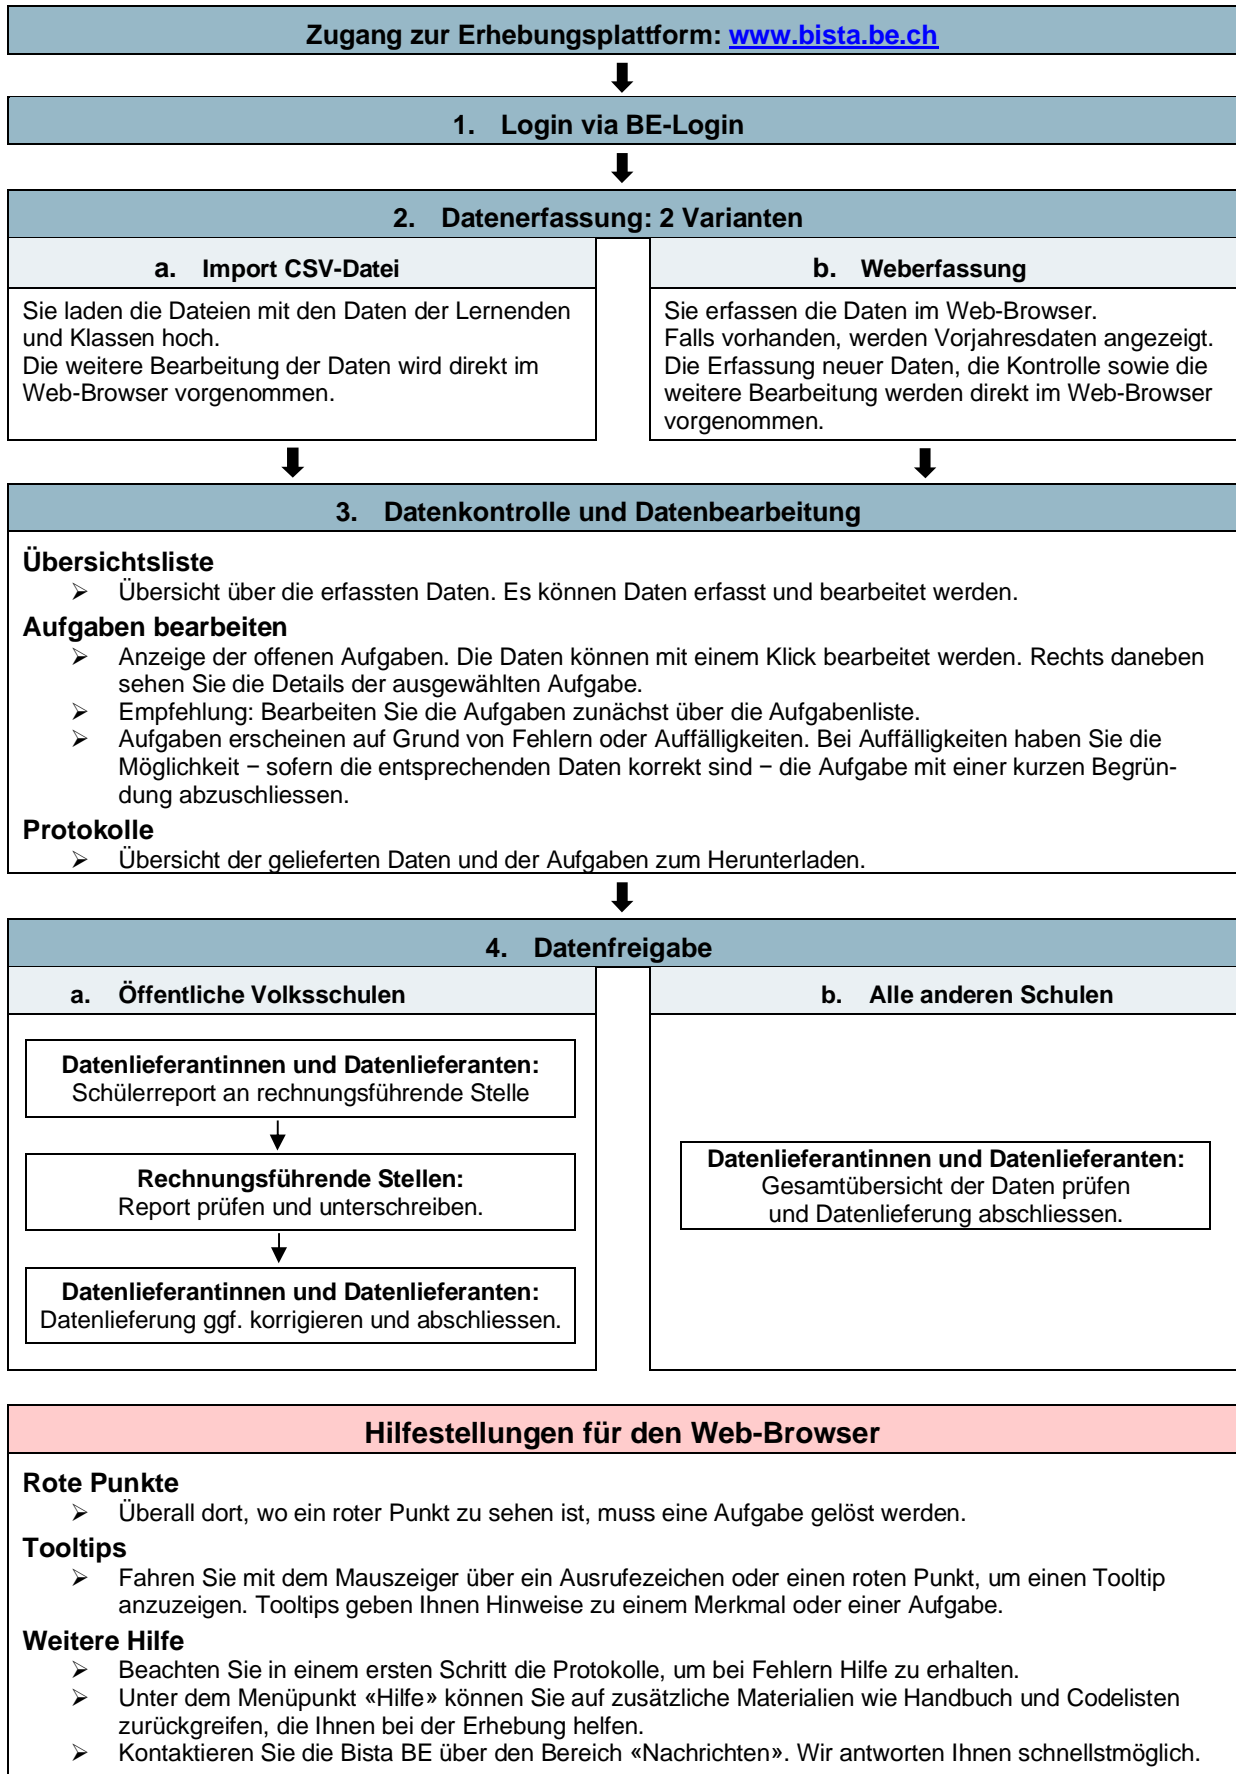 Zugang zur Erhebungsplattform: www.bista.be.ch
1. Login via BE-Login
2. Datenerfassung: 2 Varianten
a. Import CSV-Datei
Sie laden die Dateien mit den Daten der Lernenden
und Klassen hoch.
Die weitere Bearbeitung der Daten wird direkt im
Web-Browser vorgenommen.
b. Weberfassung
Sie erfassen die Daten im Web-Browser.
Falls vorhanden, werden Vorjahresdaten angezeigt.
Die Erfassung neuer Daten, die Kontrolle sowie die
weitere Bearbeitung werden direkt im Web-Browser
vorgenommen.
3. Datenkontrolle und Datenbearbeitung
Übersichtsliste
➢ Übersicht über die erfassten Daten. Es können Daten erfasst und bearbeitet werden.
Aufgaben bearbeiten
➢ Anzeige der offenen Aufgaben. Die Daten können mit einem Klick bearbeitet werden. Rechts daneben
sehen Sie die Details der ausgewählten Aufgabe.
➢ Empfehlung: Bearbeiten Sie die Aufgaben zunächst über die Aufgabenliste.
➢ Aufgaben erscheinen auf Grund von Fehlern oder Auffälligkeiten. Bei Auffälligkeiten haben Sie die
Möglichkeit − sofern die entsprechenden Daten korrekt sind − die Aufgabe mit einer kurzen Begrün-
dung abzuschliessen.
Protokolle
➢ Übersicht der gelieferten Daten und der Aufgaben zum Herunterladen.
4. Datenfreigabe
a. Öffentliche Volksschulen
Datenlieferantinnen und Datenlieferanten:
Schülerreport an rechnungsführende Stelle
Rechnungsführende Stellen:
Report prüfen und unterschreiben.
Datenlieferantinnen und Datenlieferanten:
Datenlieferung ggf. korrigieren und abschliessen.
b. Alle anderen Schulen
Datenlieferantinnen und Datenlieferanten:
Gesamtübersicht der Daten prüfen
und Datenlieferung abschliessen.
Hilfestellungen für den Web-Browser
Rote Punkte
➢ Überall dort, wo ein roter Punkt zu sehen ist, muss eine Aufgabe gelöst werden.
Tooltips
➢ Fahren Sie mit dem Mauszeiger über ein Ausrufezeichen oder einen roten Punkt, um einen Tooltip
anzuzeigen. Tooltips geben Ihnen Hinweise zu einem Merkmal oder einer Aufgabe.
Weitere Hilfe
➢ Beachten Sie in einem ersten Schritt die Protokolle, um bei Fehlern Hilfe zu erhalten.
➢ Unter dem Menüpunkt «Hilfe» können Sie auf zusätzliche Materialien wie Handbuch und Codelisten
zurückgreifen, die Ihnen bei der Erhebung helfen.
➢ Kontaktieren Sie die Bista BE über den Bereich «Nachrichten». Wir antworten Ihnen schnellstmöglich.